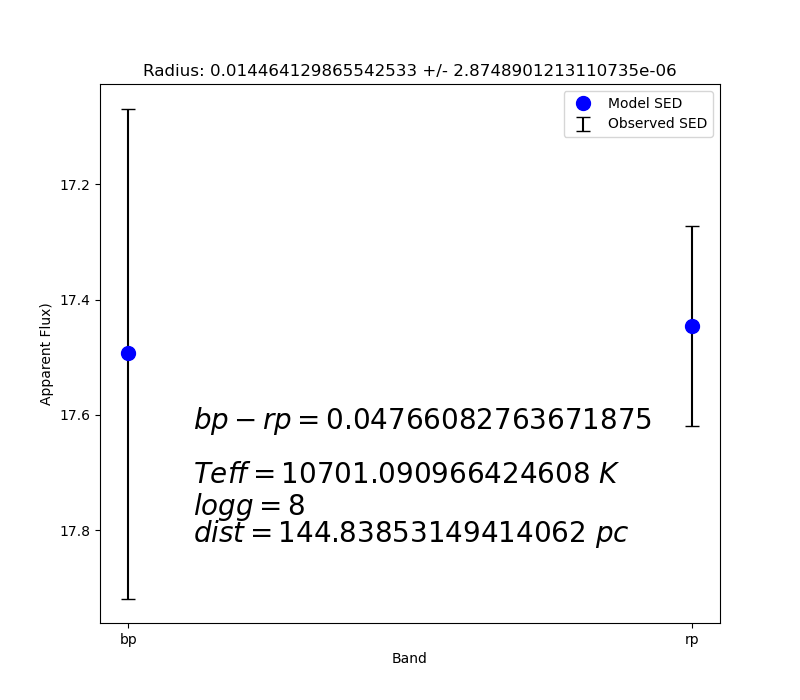 Radius: 0.014464129865542533 +/- 2.8748901213110735e-06
Model SED
Observed SED
17.2
17.4
17.6
17.8
Apparent Flux)
bp − rp = 0.04766082763671875
Teff = 10701.090966424608 K
logg = 8
dist = 144.83853149414062 pc
bp
rp
Band